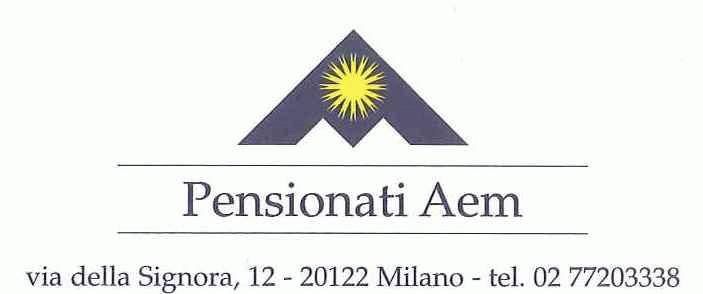 Pensionati Aem
via della Signora, 12 - 20122 Milano - tel. 02 77203338